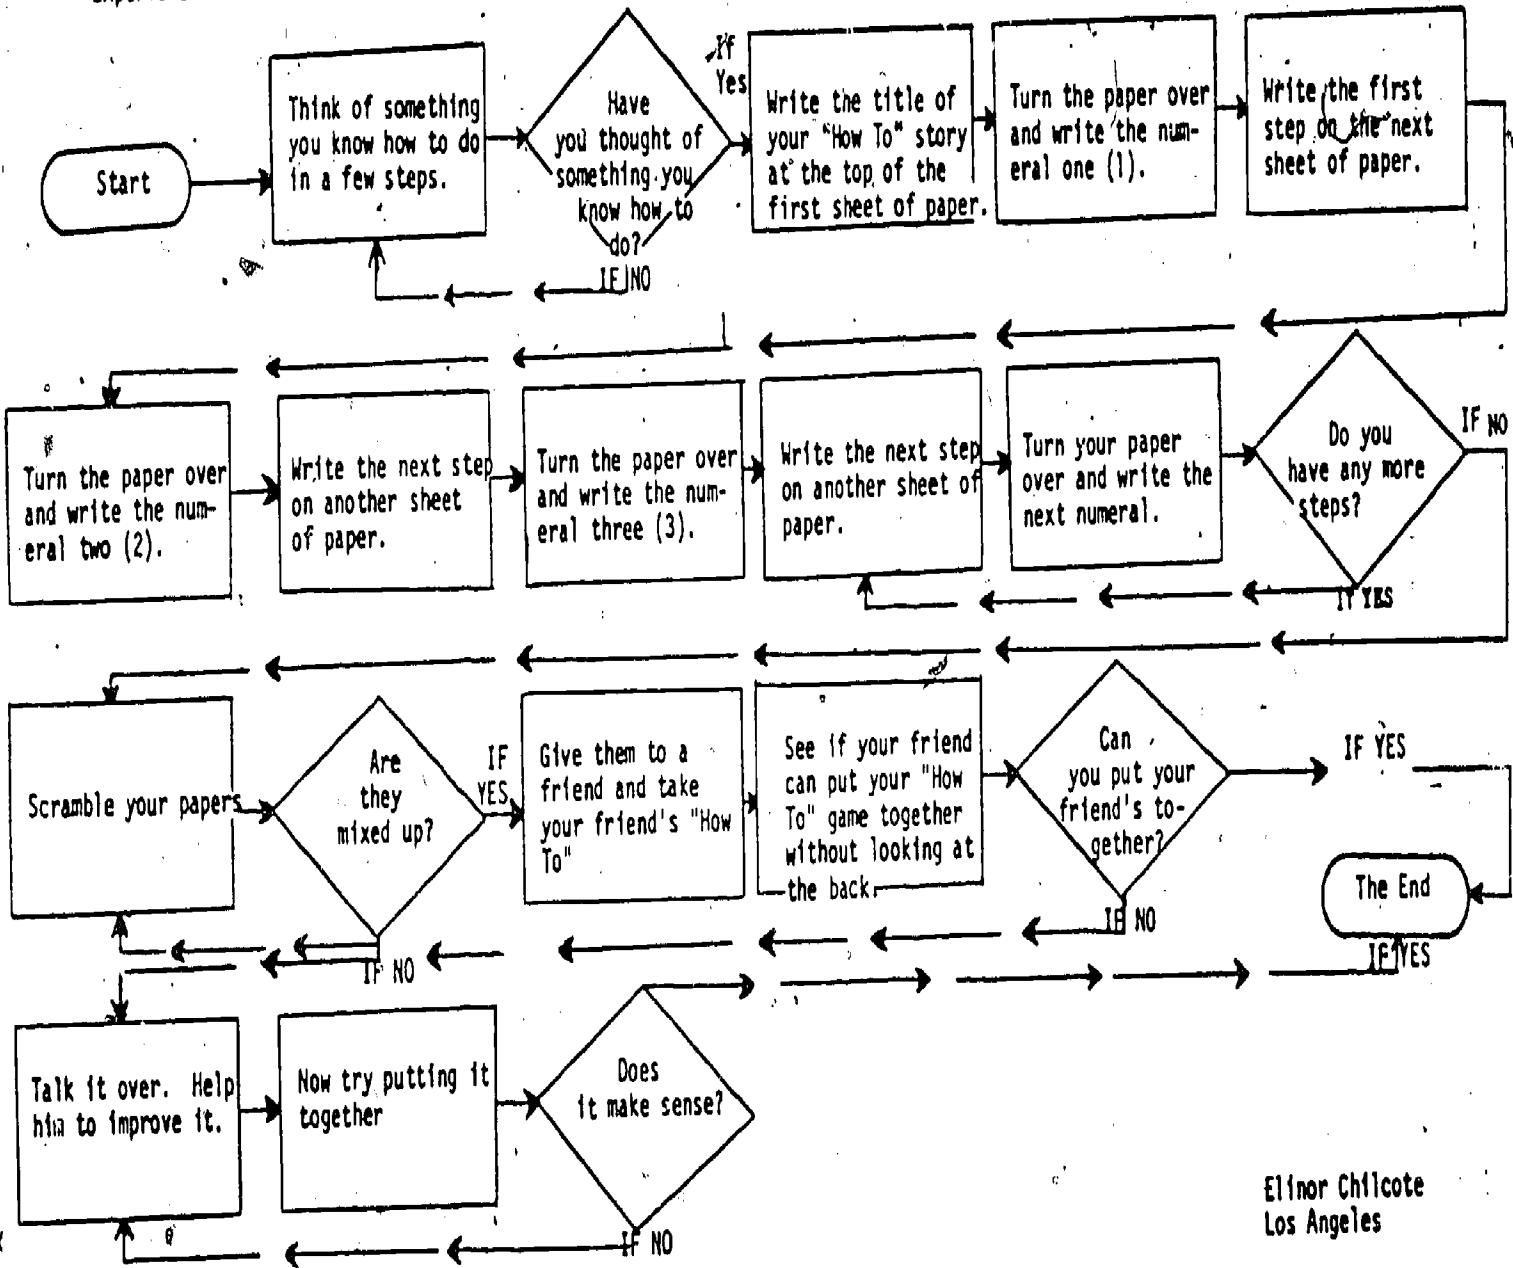 Start
Think of something
you know how to do
in a few steps.
Have
you thought of
something you
know how to
do?
IF NO
If
Yes
Write the title of
your "How To" story
at the top of the
first sheet of paper.
Turn the paper over
and write the num-
eral one (1).
Write the first
step on the next
sheet of paper.
Turn the paper over
and write the num-
eral two (2).
Write the next step
on another sheet
of paper.
Turn the paper over
and write the num-
eral three (3).
Write the next step
on another sheet of
paper.
Turn your paper
over and write the
next numeral.
Do you
have any more
steps?
IF NO
IF YES
Scramble your papers
Are
they
mixed up?
IF
YES
IF NO
Give them to a
friend and take
your friend's "How
To"
See if your friend
can put your "How
To" game together
without looking at
the back.
Can
you put your
friend's to-
gether?
IF YES
IF NO
The End
IF YES
Talk it over. Help
him to improve it.
Now try putting it
together
Does
it make sense?
IF NO
Elinor Chilcote
Los Angeles